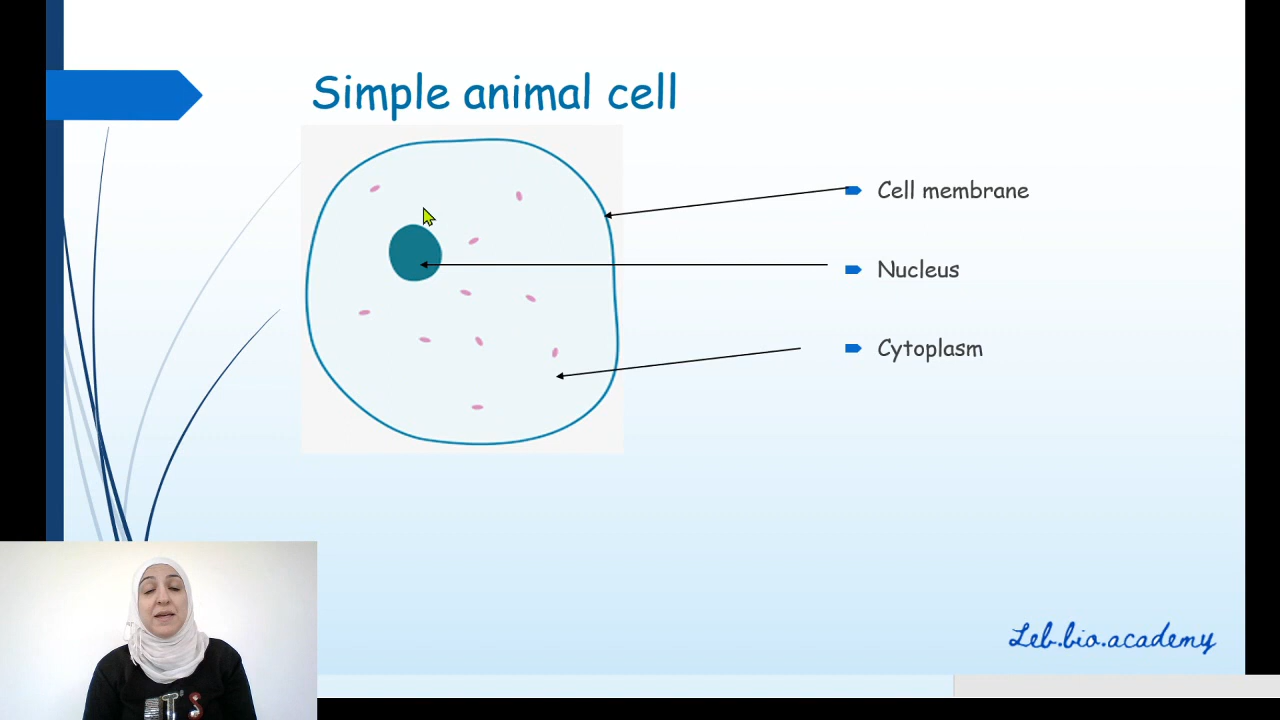 Simple animal cell
Cell membrane
Nucleus
Cytoplasm
Leb.bio.academy